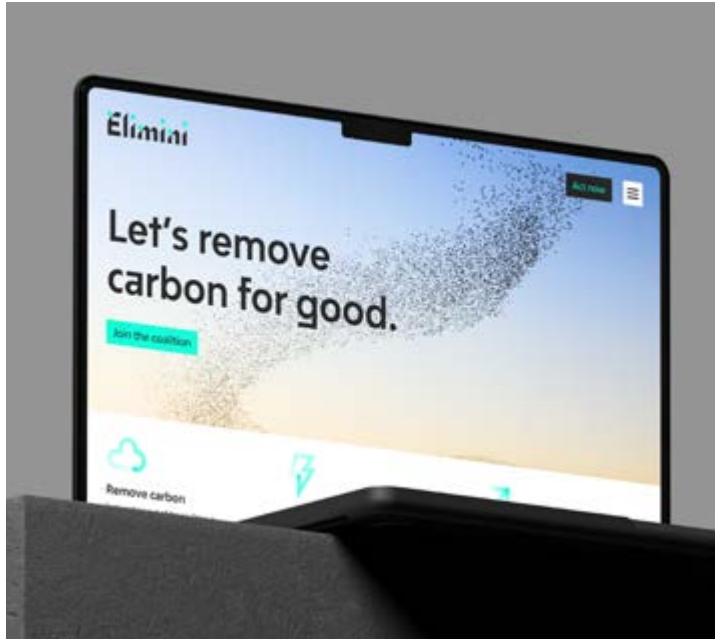 Elimini
Act now
Let's remove
carbon for good.
Join the coalition
Remove carbon